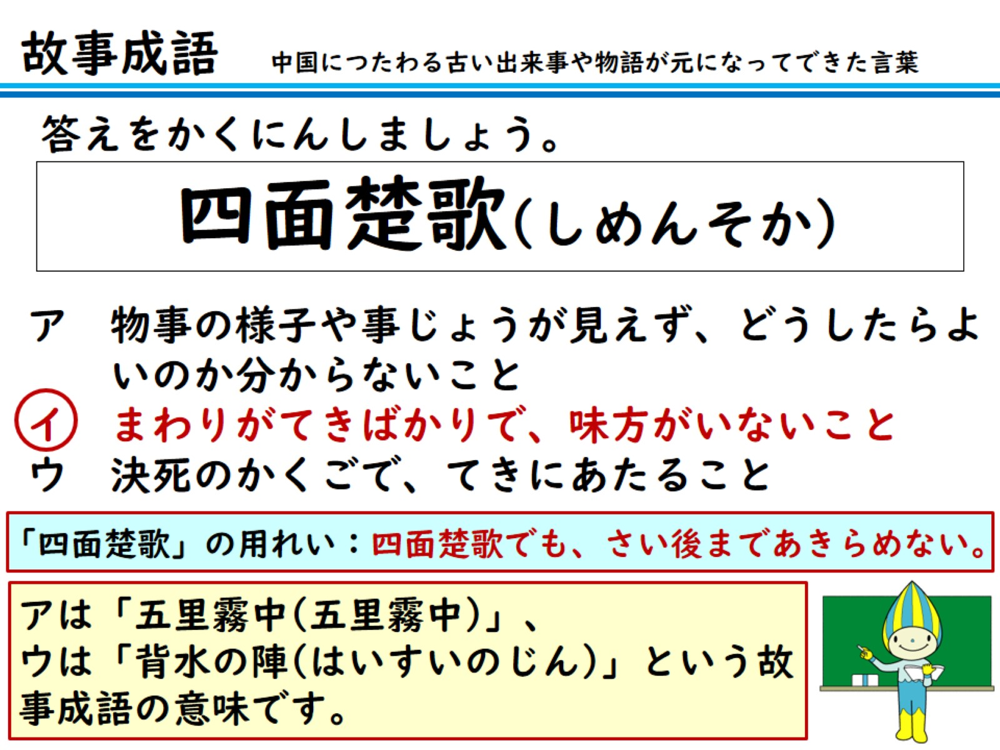 故事成語　中国につたわる古い出来事や物語が元になってできた言葉
答えをかくにんしましょう。
四面楚歌(しめんそか)
ア　物事の様子や事じょうが見えず、どうしたらよ
いのか分からないこと
イ　まわりがてきばかりで、味方がいないこと
ウ　決死のかくごで、てきにあたること
「四面楚歌」の用れい：四面楚歌でも、さい後まであきらめない。
アは「五里霧中(五里霧中)」、
ウは「背水の陣(はいすいのじん)」という故
事成語の意味です。